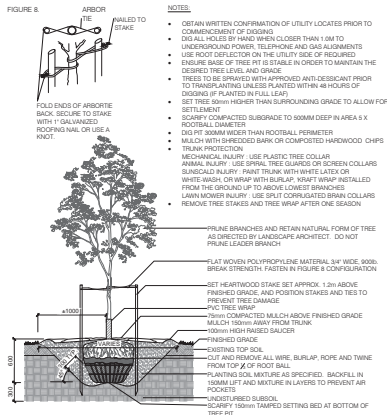 FIGURE 8.
ARBOR
TIE
NAILED TO
STAKE
FOLD ENDS OF ARBORTIE
BACK. SECURE TO STAKE
WITH 1" GALVANIZED
ROOFING NAIL OR USE A
KNOT.
NOTES:
• OBTAIN WRITTEN CONFIRMATION OF UTILITY LOCATES PRIOR TO
COMMENCEMENT OF DIGGING
• DIG ALL HOLES BY HAND WHEN CLOSER THAN 1.0M TO
UNDERGROUND POWER, TELEPHONE AND GAS ALIGNMENTS
• USE ROOT DEFLECTOR ON THE UTILITY SIDE OF REQUIRED
• ENSURE BASE OF TREE PIT IS STABLE IN ORDER TO MAINTAIN THE
DESIRED TREE LEVEL AND GRADE
• TREES TO BE SPRAYED WITH APPROVED ANTI-DESSICANT PRIOR
TO TRANSPLANTING UNLESS PLANTED WITHIN 48 HOURS OF
DIGGING (IF PLANTED IN FULL LEAF)
• SET TREE 50mm HIGHER THAN SURROUNDING GRADE TO ALLOW FOR
SETTLEMENT
• SCARIFY COMPACTED SUBGRADE TO 500MM DEEP IN AREA 5 X
ROOTBALL DIAMETER
• DIG PIT 300MM WIDER THAN ROOTBALL PERIMETER
• MULCH WITH SHREDDED BARK OR COMPOSTED HARDWOOD CHIPS
• TRUNK PROTECTION
MECHANICAL INJURY : USE PLASTIC TREE COLLAR
ANIMAL INJURY : USE SPIRAL TREE GUARDS OR SCREEN COLLARS
SUNSCALD INJURY : PAINT TRUNK WITH WHITE LATEX OR
WHITE-WASH, OR WRAP WITH BURLAP, KRAFT WRAP INSTALLED
FROM THE GROUND UP TO ABOVE LOWEST BRANCHES
LAWN MOWER INJURY : USE SPLIT CORRUGATED BRAIN COLLARS
• REMOVE TREE STAKES AND TREE WRAP AFTER ONE SEASON
PRUNE BRANCHES AND RETAIN NATURAL FORM OF TREE
AS DIRECTED BY LANDSCAPE ARCHITECT. DO NOT
PRUNE LEADER BRANCH
FLAT WOVEN POLYPROPYLENE MATERIAL 3/4" WIDE, 900lb.
BREAK STRENGTH. FASTEN IN FIGURE 8 CONFIGURATION
SET HEARTWOOD STAKE SET APPROX. 1.2m ABOVE
FINISHED GRADE, AND POSITION STAKES AND TIES TO
PREVENT TREE DAMAGE
PVC TREE WRAP
75mm COMPACTED MULCH ABOVE FINISHED GRADE
MULCH 150mm AWAY FROM TRUNK
100mm HIGH RAISED SAUCER
FINISHED GRADE
EXISTING TOP SOIL
CUT AND REMOVE ALL WIRE, BURLAP, ROPE AND TWINE
FROM TOP OF ROOT BALL
PLANTING SOIL MIXTURE AS SPECIFIED. BACKFILL IN
150MM LIFT AND MIXTURE IN LAYERS TO PREVENT AIR
POCKETS
UNDISTURBED SUBSOIL
SCARIFY 150mm TAMPED SETTING BED AT BOTTOM OF
TREE PIT
±1000
VARIES
600
300